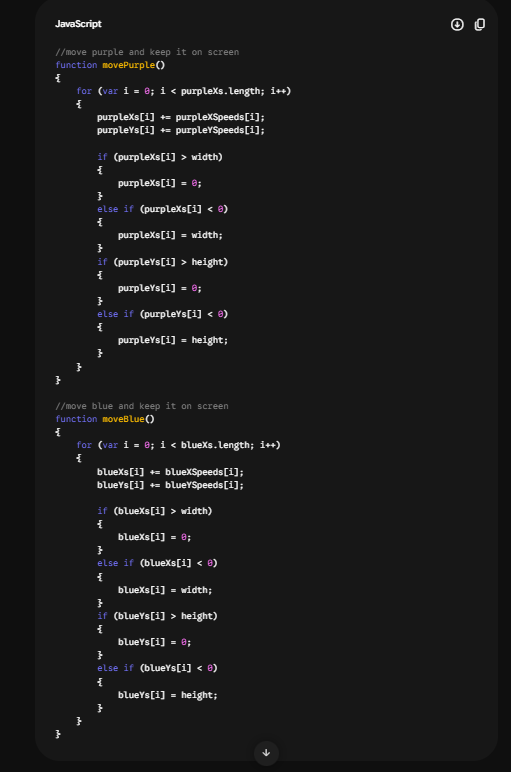 JavaScript
//move purple and keep it on screen
function movePurple()
{
    for (var i = 0; i < purpleXs.length; i++)
    {
        purpleXs[i] += purpleXSpeeds[i];
        purpleYs[i] += purpleYSpeeds[i];

        if (purpleXs[i] > width)
        {
            purpleXs[i] = 0;
        }
        else if (purpleXs[i] < 0)
        {
            purpleXs[i] = width;
        }
        if (purpleYs[i] > height)
        {
            purpleYs[i] = 0;
        }
        else if (purpleYs[i] < 0)
        {
            purpleYs[i] = height;
        }
    }
}

//move blue and keep it on screen
function moveBlue()
{
    for (var i = 0; i < blueXs.length; i++)
    {
        blueXs[i] += blueXSpeeds[i];
        blueYs[i] += blueYSpeeds[i];

        if (blueXs[i] > width)
        {
            blueXs[i] = 0;
        }
        else if (blueXs[i] < 0)
        {
            blueXs[i] = width;
        }
        if (blueYs[i] > height)
        {
            blueYs[i] = 0;
        }
        else if (blueYs[i] < 0)
        {
            blueYs[i] = height;
        }
    }
}